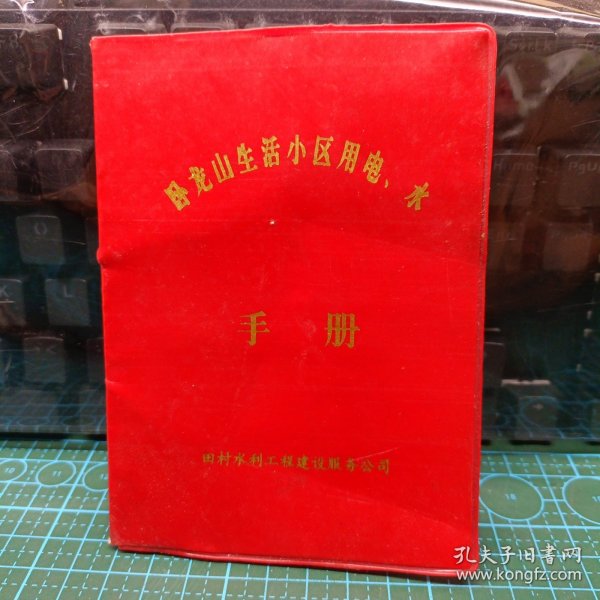 卧龙山生活小区用电、水
手册
田村水利工程建设服务公司
孔夫子旧书网
www.kongfz.com